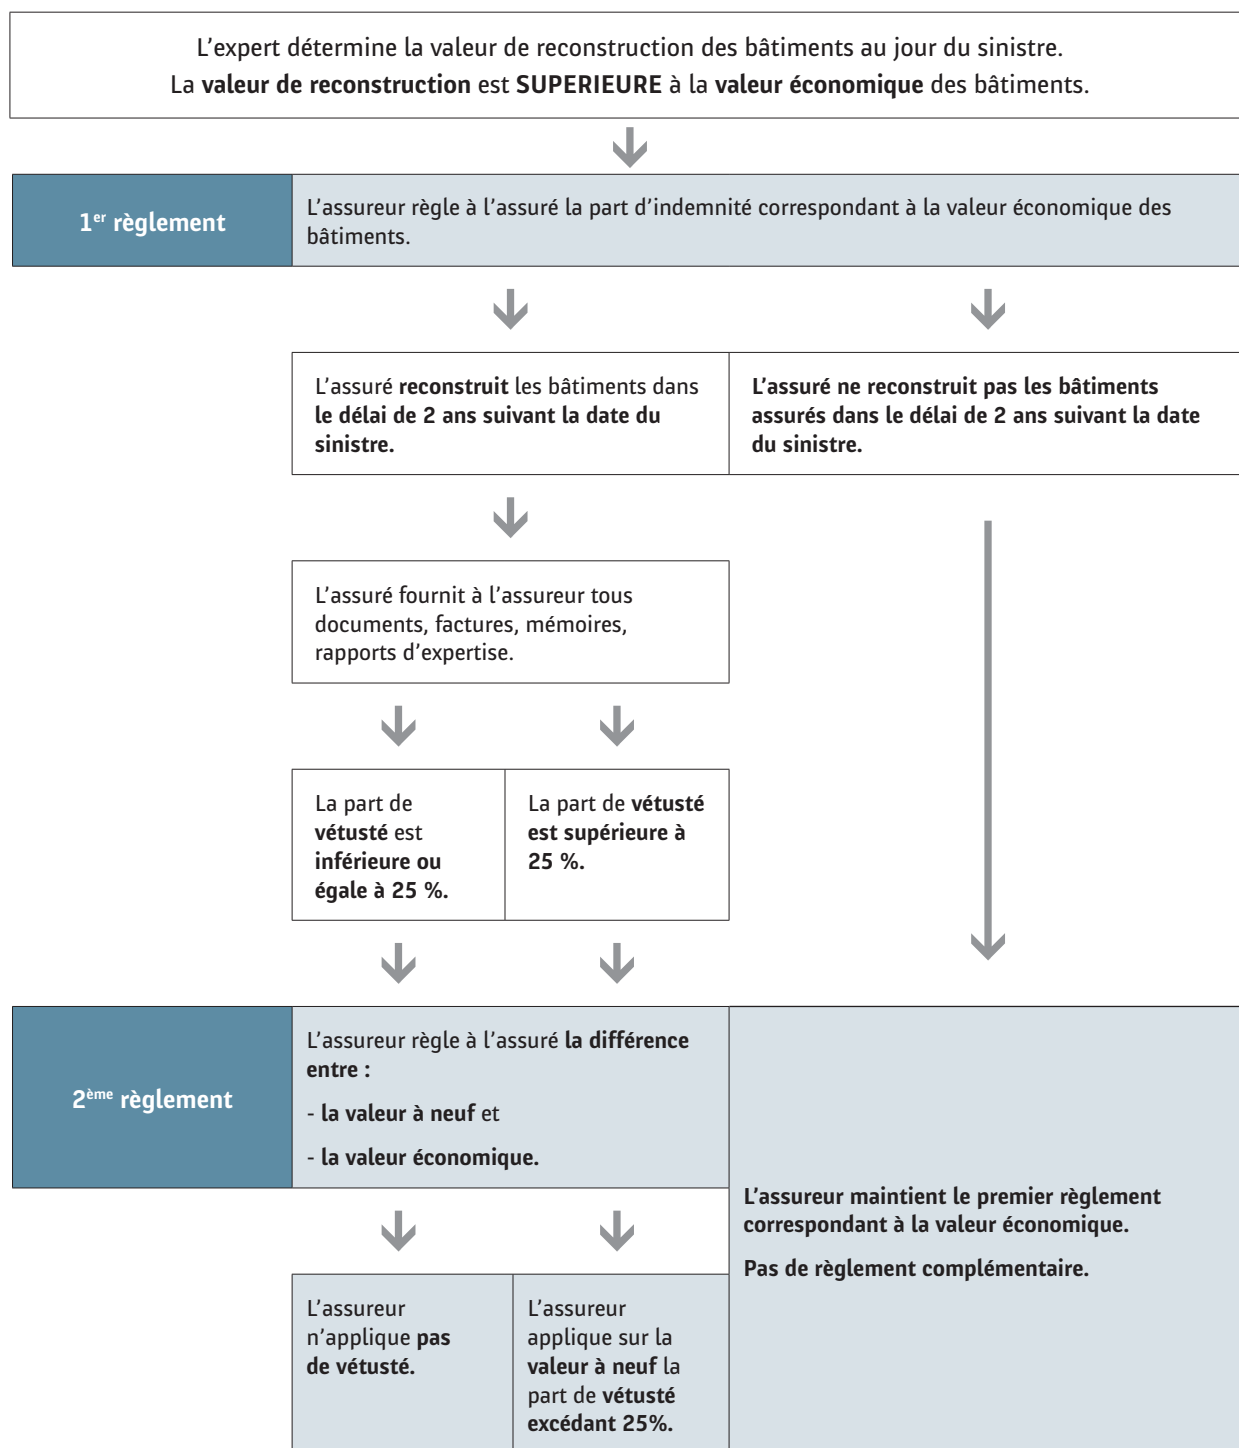 L’expert détermine la valeur de reconstruction des bâtiments au jour du sinistre.
La valeur de reconstruction est SUPERIEURE à la valeur économique des bâtiments.
1er règlement
L’assureur règle à l’assuré la part d’indemnité correspondant à la valeur économique des
bâtiments.
L’assuré reconstruit les bâtiments dans
le délai de 2 ans suivant la date du
sinistre.
L’assuré ne reconstruit pas les bâtiments
assurés dans le délai de 2 ans suivant la date
du sinistre.
L’assuré fournit à l’assureur tous
documents, factures, mémoires,
rapports d’expertise.
La part de
vétusté est
inférieure ou
égale à 25 %.
La part de vétusté
est supérieure à
25 %.
2ème règlement
L’assureur règle à l’assuré la différence
entre :
- la valeur à neuf et
- la valeur économique.
L’assureur maintient le premier règlement
correspondant à la valeur économique.
Pas de règlement complémentaire.
L’assureur
n’applique pas
de vétusté.
L’assureur
applique sur la
valeur à neuf la
part de vétusté
excédant 25%.